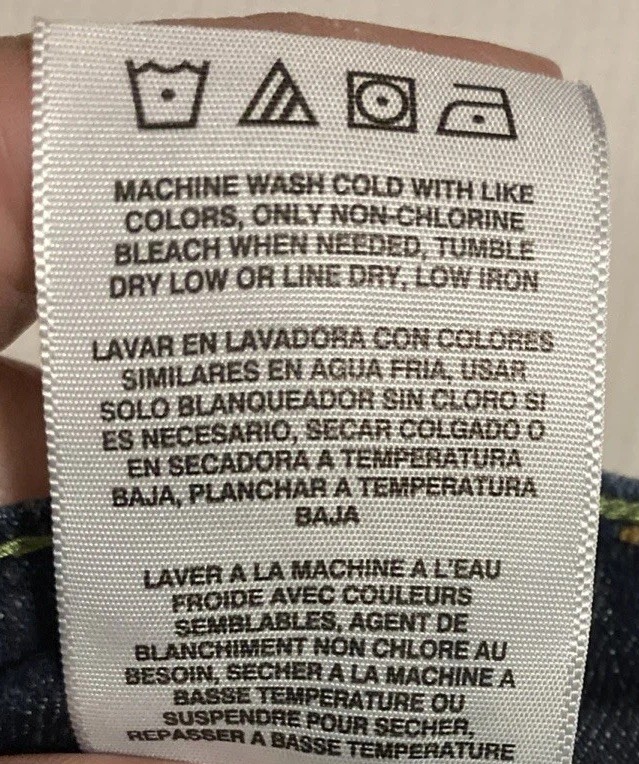 MACHINE WASH COLD WITH LIKE
COLORS, ONLY NON-CHLORINE
BLEACH WHEN NEEDED, TUMBLE
DRY LOW OR LINE DRY, LOW IRON
LAVAR EN LAVADORA CON COLORES
SIMILARES EN AGUA FRIA, USAR
SOLO BLANQUEADOR SIN CLORO SI
ES NECESARIO, SECAR COLGADO O
EN SECADORA A TEMPERATURA
BAJA, PLANCHAR A TEMPERATURA
BAJA
LAVER A LA MACHINE A L'EAU
FROIDE AVEC COULEURS
SEMBLABLES, AGENT DE
BLANCHIMENT NON CHLORE AU
BESOIN, SECHER A LA MACHINE A
BASSE TEMPERATURE OU
SUSPENDRE POUR SECHER,
REPASSER A BASSE TEMPERATURE